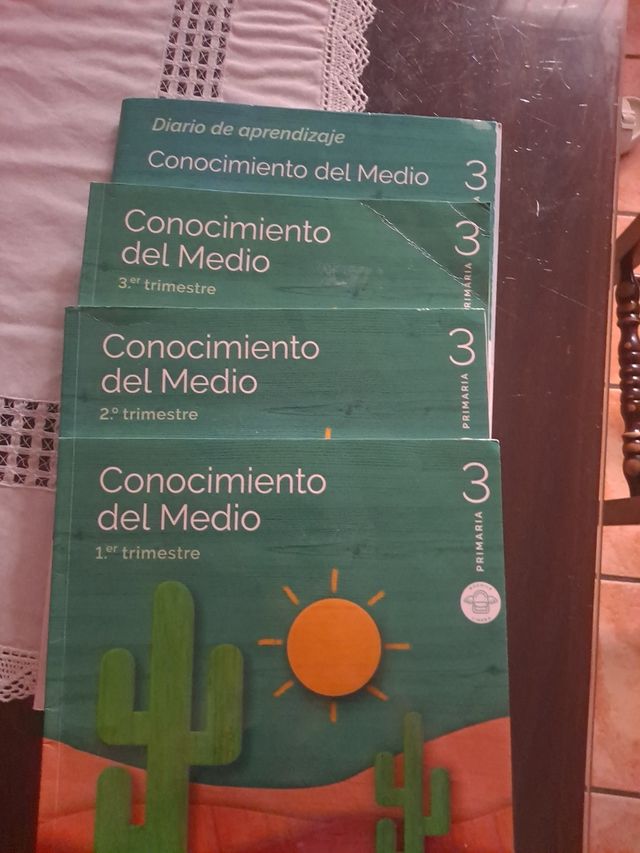 Diario de aprendizaje
Conocimiento del Medio
3
Conocimiento
del Medio
3.er trimestre
3
PRIMARIA
Conocimiento
del Medio
2.º trimestre
3
PRIMARIA
Conocimiento
del Medio
1.er trimestre
3
PRIMARIA